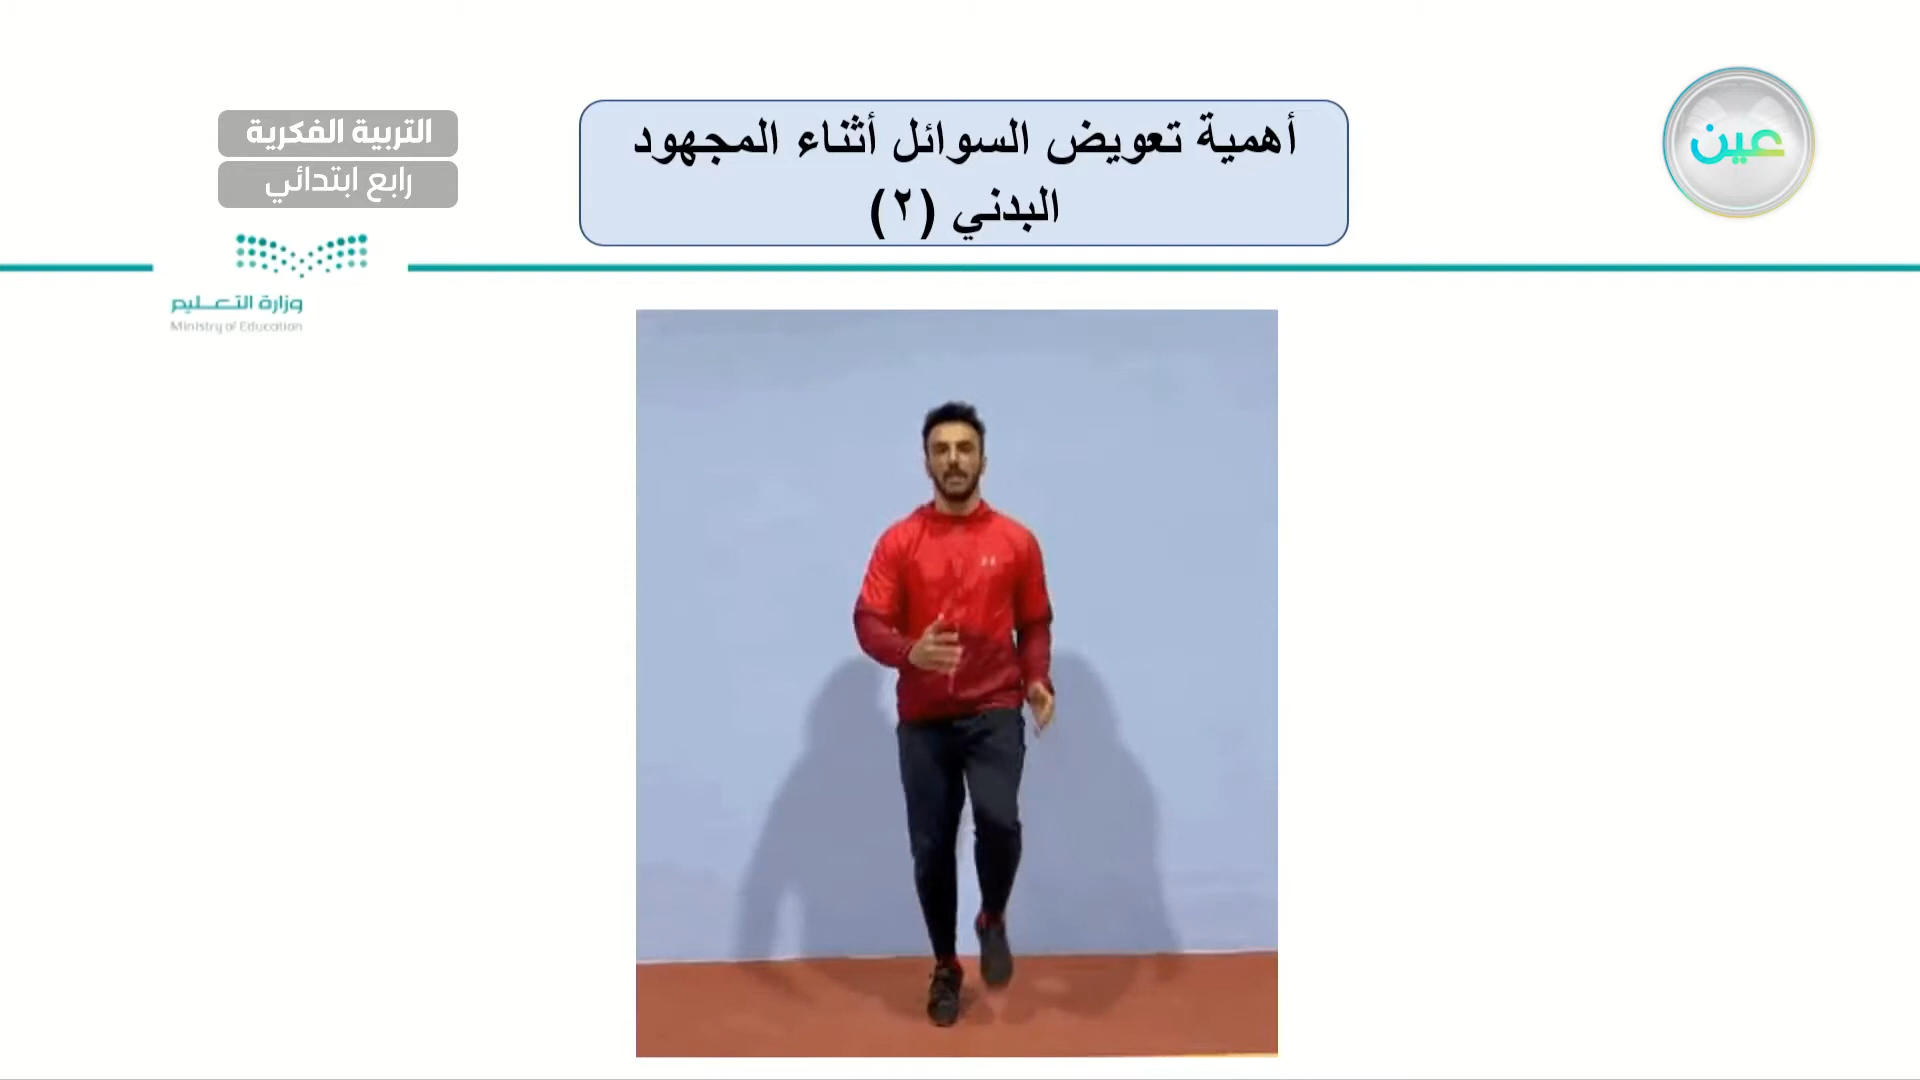 أهمية تعويض السوائل أثناء المجهود
البدني (٢)
التربية الفكرية
رابع ابتدائي
عين
وزارة التعليم
Ministry of Education